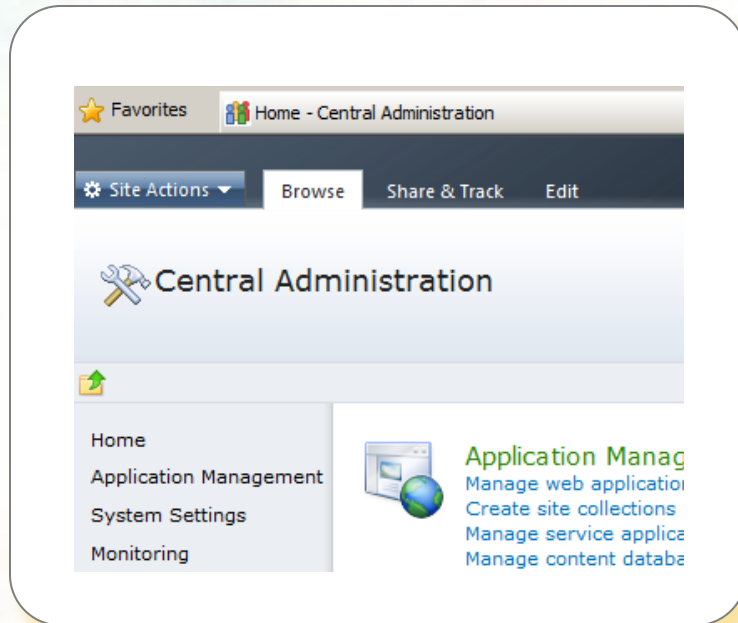 Favorites
Home - Central Administration
Site Actions
Browse
Share & Track
Edit
Central Administration
Home
Application Management
System Settings
Monitoring
Application Manag
Manage web application
Create site collections
Manage service applica
Manage content databa